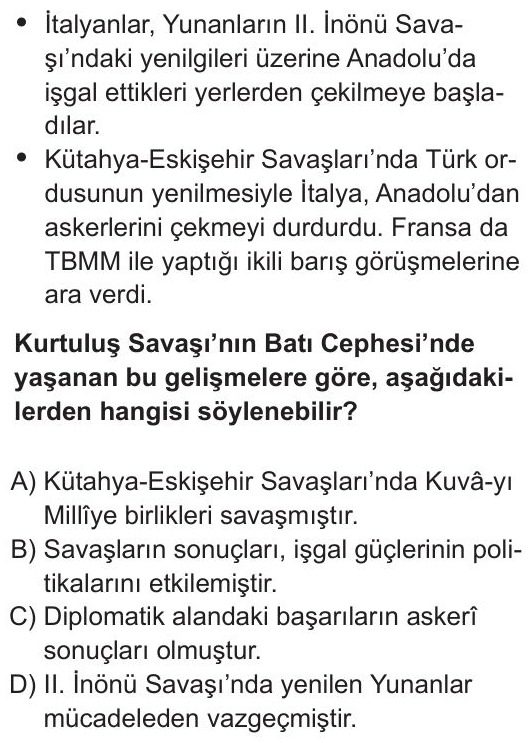 • İtalyanlar, Yunanların II. İnönü Sava-
şı’ndaki yenilgileri üzerine Anadolu’da
işgal ettikleri yerlerden çekilmeye başla-
dılar.
• Kütahya-Eskişehir Savaşları’nda Türk or-
dusunun yenilmesiyle İtalya, Anadolu’dan
askerlerini çekmeyi durdurdu. Fransa da
TBMM ile yaptığı ikili barış görüşmelerine
ara verdi.
Kurtuluş Savaşı’nın Batı Cephesi’nde
yaşanan bu gelişmelere göre, aşağıdaki-
lerden hangisi söylenebilir?
A) Kütahya-Eskişehir Savaşları’nda Kuvâ-yı
Millîye birlikleri savaşmıştır.
B) Savaşların sonuçları, işgal güçlerinin poli-
tikalarını etkilemiştir.
C) Diplomatik alandaki başarıların askerî
sonuçları olmuştur.
D) II. İnönü Savaşı’nda yenilen Yunanlar
mücadeleden vazgeçmiştir.